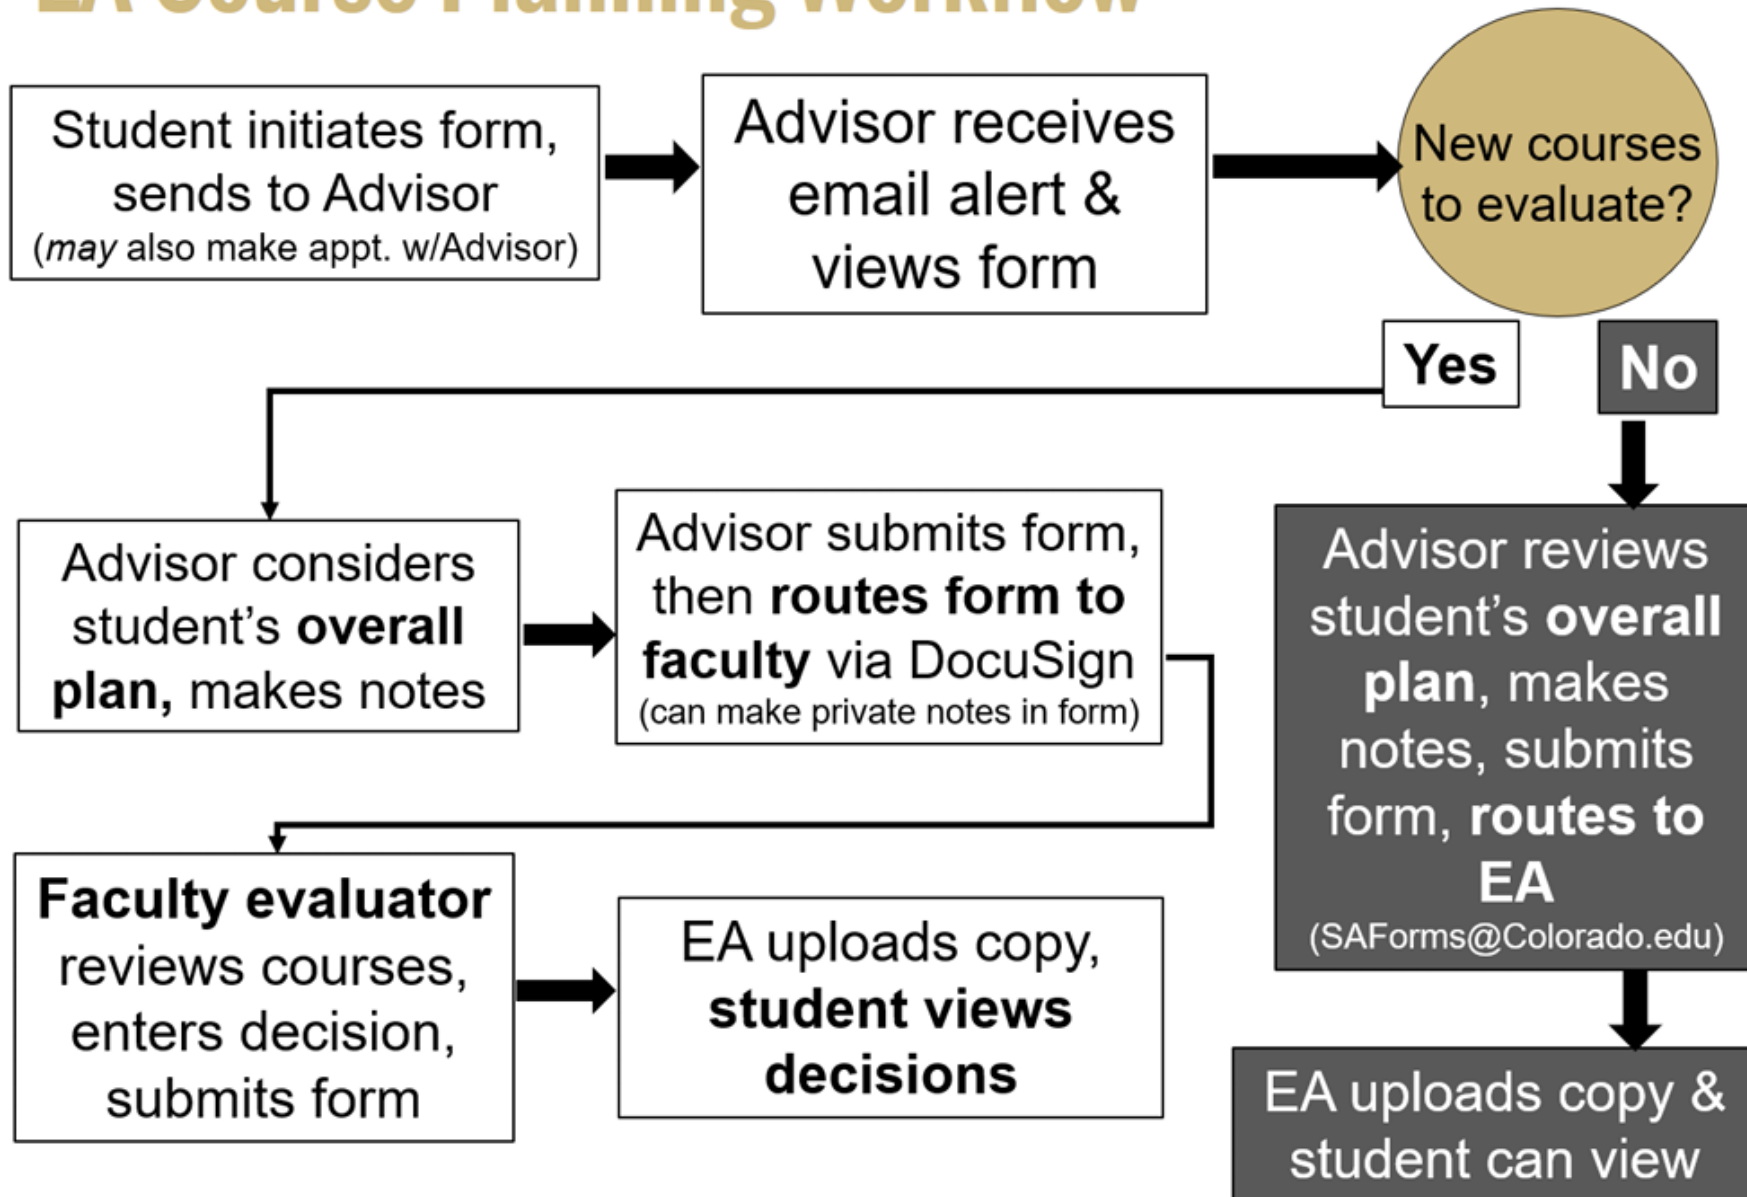 EA Course Planning Workflow
Student initiates form,
sends to Advisor
(may also make appt. w/Advisor)
Advisor receives
email alert &
views form
New courses
to evaluate?
Yes
No
Advisor considers
student’s overall
plan, makes notes
Advisor submits form,
then routes form to
faculty via DocuSign
(can make private notes in form)
Faculty evaluator
reviews courses,
enters decision,
submits form
EA uploads copy,
student views
decisions
Advisor reviews
student’s overall
plan, makes
notes, submits
form, routes to
EA
(SAForms@Colorado.edu)
EA uploads copy &
student can view